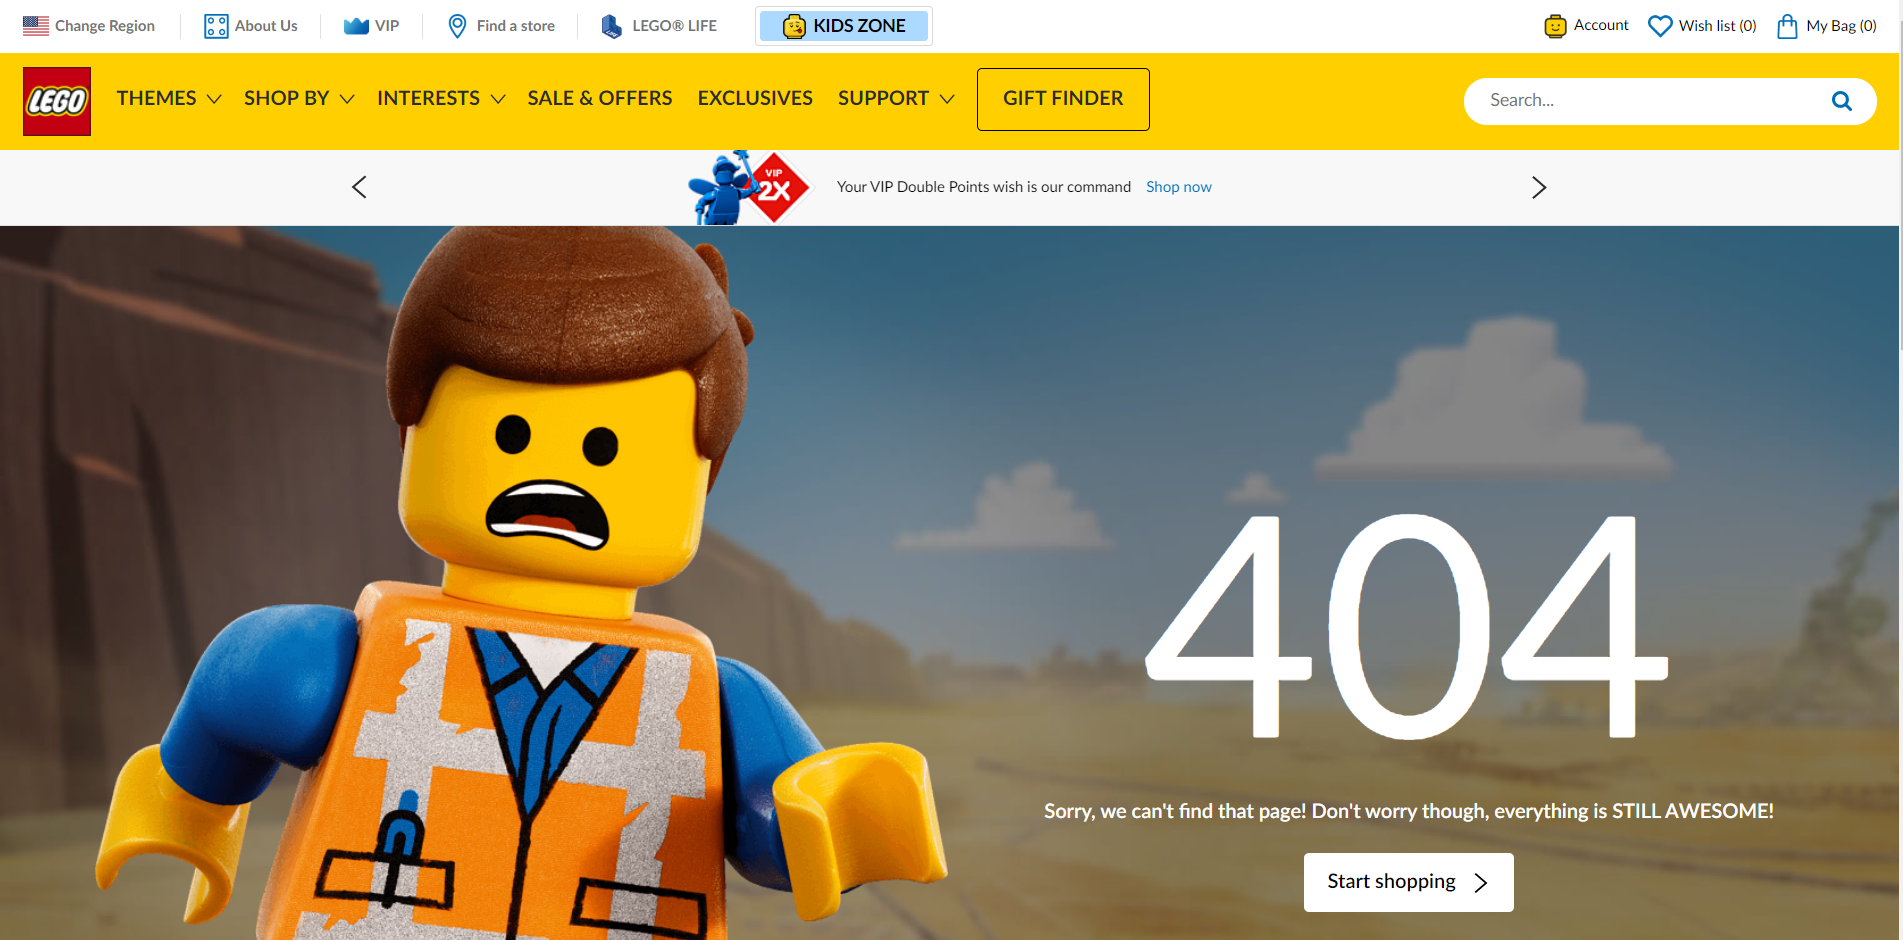 Change Region
About Us
VIP
Find a store
LEGO® LIFE
KIDS ZONE
Account
Wish list (0)
My Bag (0)
LEGO
THEMES
SHOP BY
INTERESTS
SALE & OFFERS
EXCLUSIVES
SUPPORT
GIFT FINDER
Search...
VIP
2X
Your VIP Double Points wish is our command
Shop now
404
Sorry, we can't find that page! Don't worry though, everything is STILL AWESOME!
Start shopping